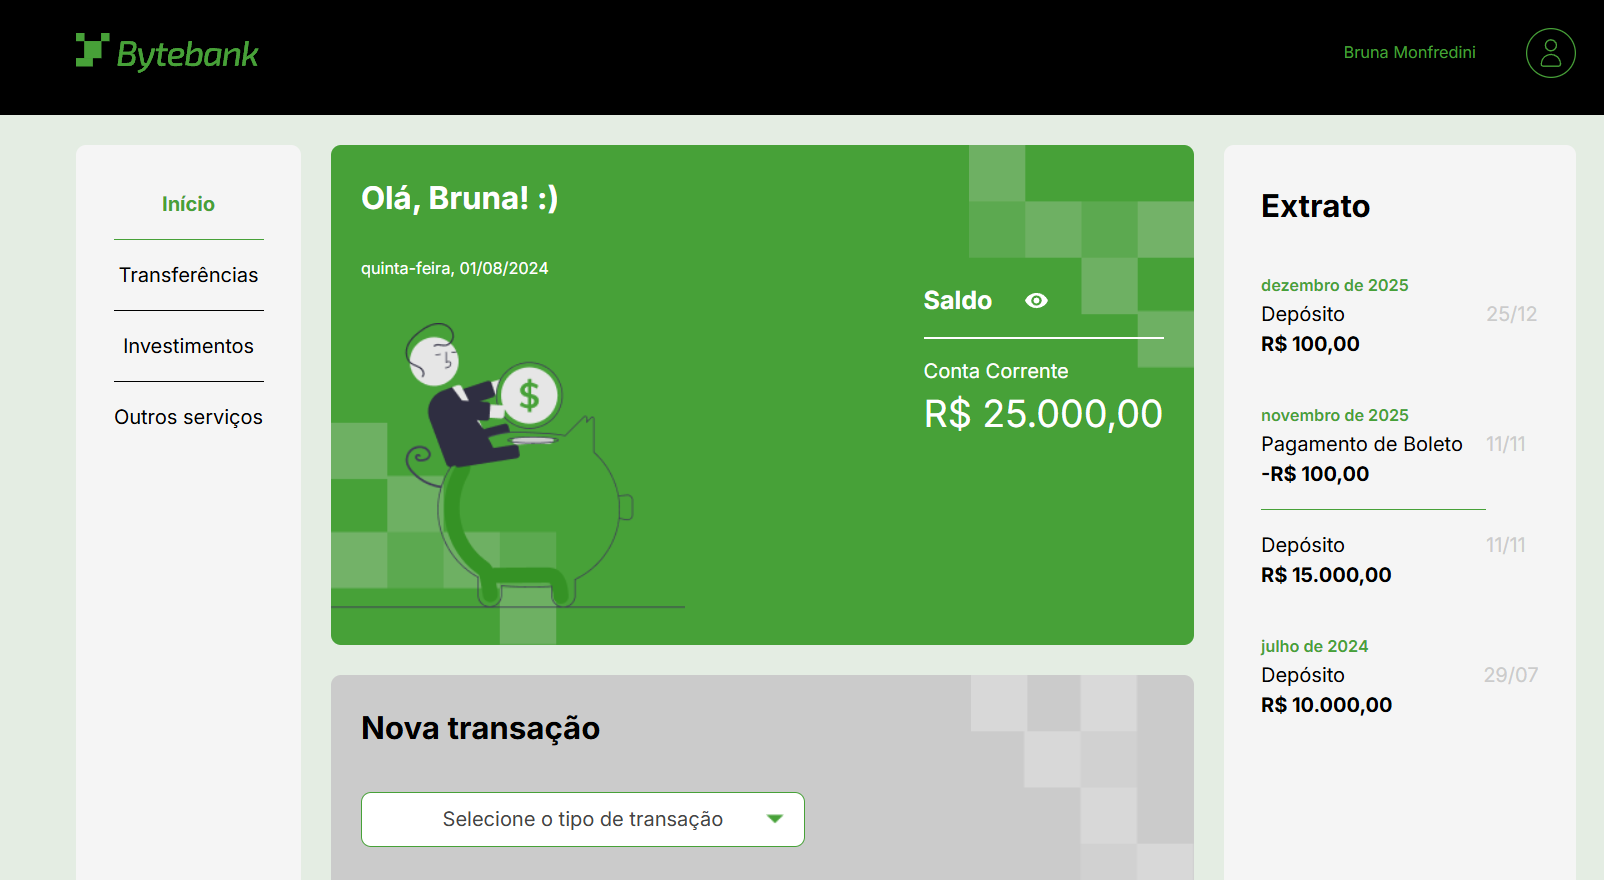 Bytebank
Bruna Monfredini
Início
Transferências
Investimentos
Outros serviços
Olá, Bruna! :)
quinta-feira, 01/08/2024
Saldo
Conta Corrente
R$ 25.000,00
$
Nova transação
Selecione o tipo de transação
Extrato
dezembro de 2025
Depósito 25/12
R$ 100,00
novembro de 2025
Pagamento de Boleto 11/11
-R$ 100,00
Depósito 11/11
R$ 15.000,00
julho de 2024
Depósito 29/07
R$ 10.000,00